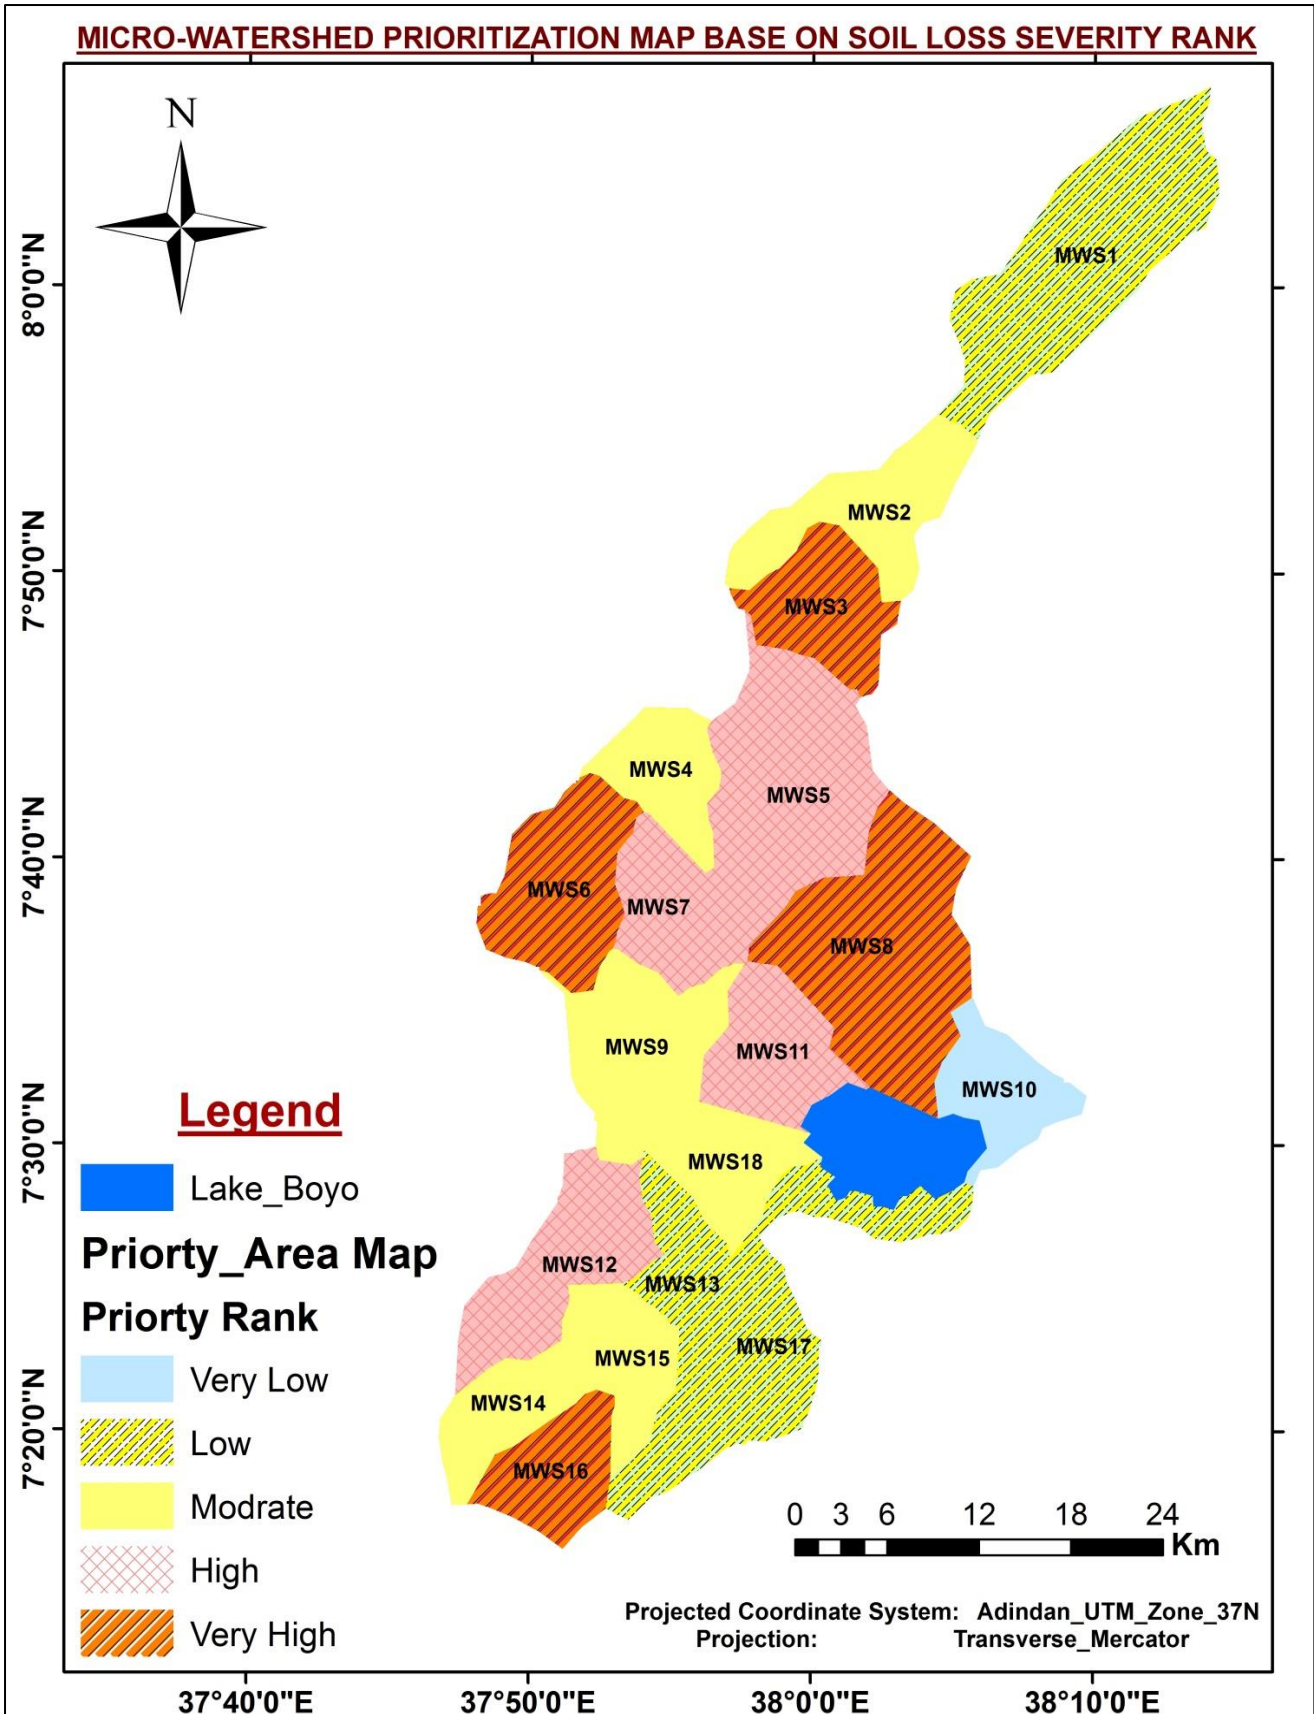 MICRO-WATERSHED PRIORITIZATION MAP BASE ON SOIL LOSS SEVERITY RANK
N
8°0'0"N
7°50'0"N
7°40'0"N
7°30'0"N
7°20'0"N
MWS1
MWS2
MWS3
MWS4
MWS5
MWS6
MWS7
MWS8
MWS9
MWS11
MWS10
MWS18
MWS12
MWS13
MWS17
MWS15
MWS14
MWS16
Legend
Lake_Boyo
Priorty_Area Map
Priorty Rank
Very Low
Low
Modrate
High
Very High
0 3 6 12 18 24
Km
Projected Coordinate System: Adindan_UTM_Zone_37N
Projection: Transverse_Mercator
37°40'0"E 37°50'0"E 38°0'0"E 38°10'0"E